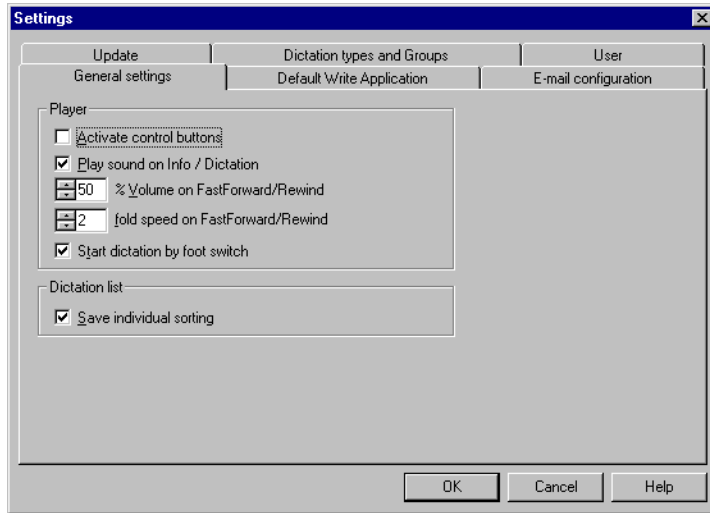 Settings
Update Dictation types and Groups User
General settings Default Write Application E-mail configuration
Player
Activate control buttons
Play sound on Info / Dictation
50 % Volume on FastForward/Rewind
2 fold speed on FastForward/Rewind
Start dictation by foot switch
Dictation list
Save individual sorting
OK Cancel Help